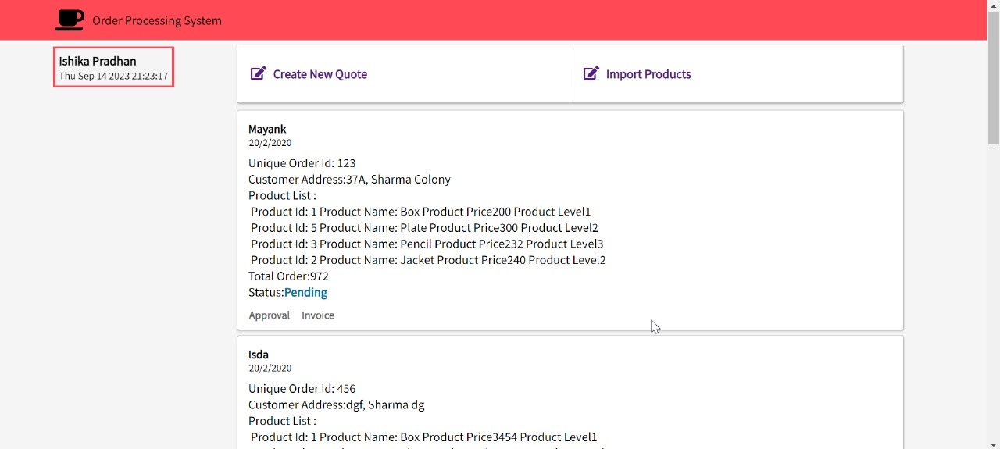 Order Processing System
Ishika Pradhan
Thu Sep 14 2023 21:23:17
Create New Quote
Import Products
Mayank
20/2/2020
Unique Order Id: 123
Customer Address:37A, Sharma Colony
Product List :
Product Id: 1 Product Name: Box Product Price200 Product Level1
Product Id: 5 Product Name: Plate Product Price300 Product Level2
Product Id: 3 Product Name: Pencil Product Price232 Product Level3
Product Id: 2 Product Name: Jacket Product Price240 Product Level2
Total Order:972
Status:Pending
Approval Invoice
Isda
20/2/2020
Unique Order Id: 456
Customer Address:dgf, Sharma dg
Product List :
Product Id: 1 Product Name: Box Product Price3454 Product Level1